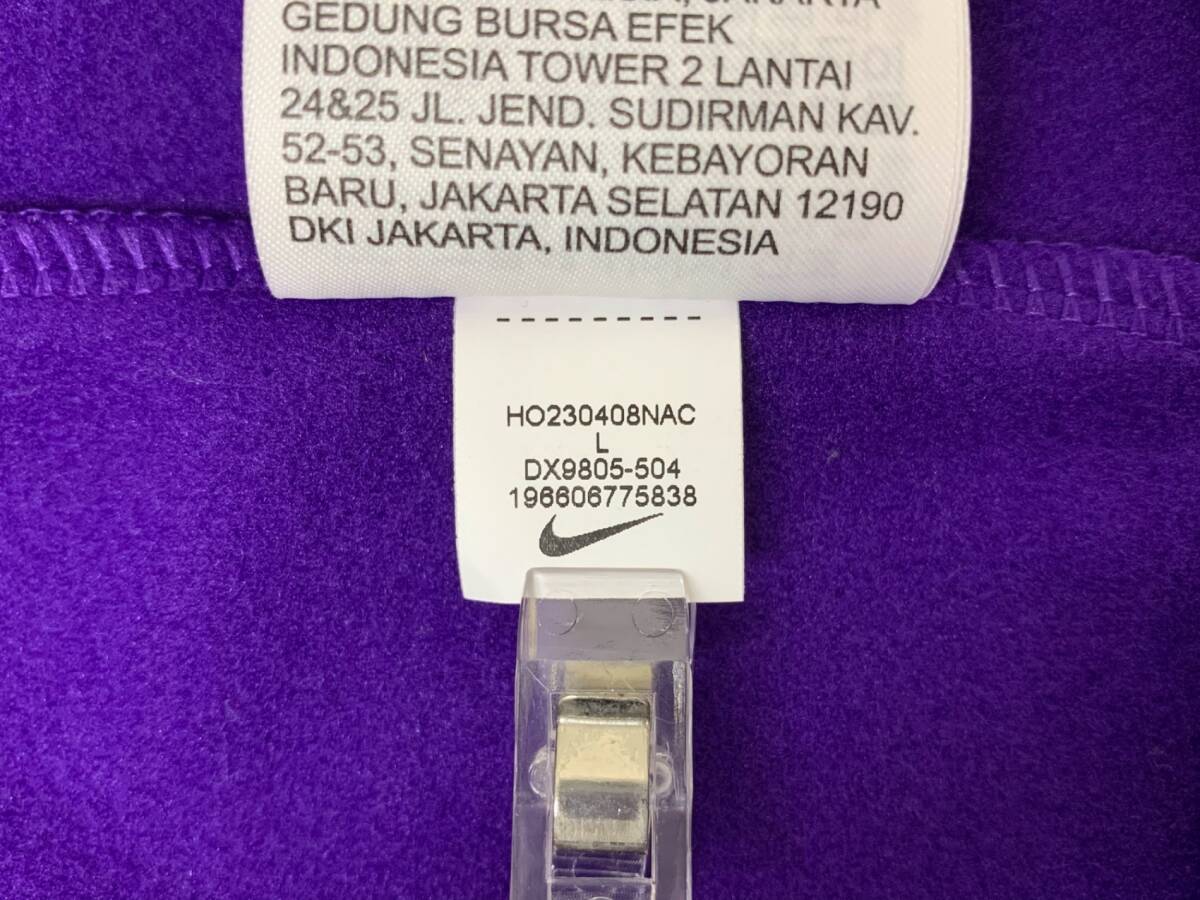 JAKARTA
GEDUNG BURSA EFEK
INDONESIA TOWER 2 LANTAI
24&25 JL. JEND. SUDIRMAN KAV.
52-53, SENAYAN, KEBAYORAN
BARU, JAKARTA SELATAN 12190
DKI JAKARTA, INDONESIA
HO230408NAC
L
DX9805-504
196606775838